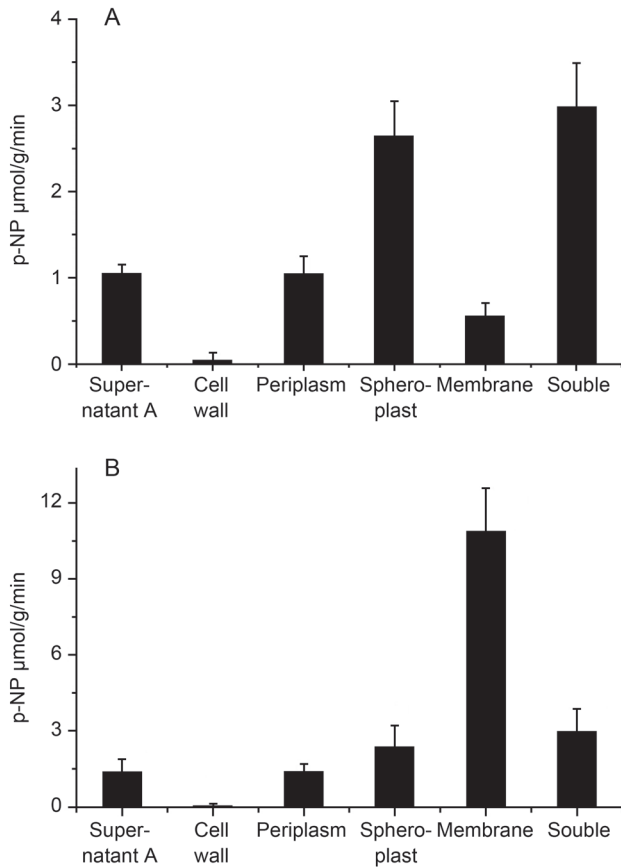 A
p-NP µmol/g/min
4
3
2
1
0
Super-
natant A
Cell
wall
Periplasm
Sphero-
plast
Membrane
Souble
B
p-NP µmol/g/min
12
9
6
3
0
Super-
natant A
Cell
wall
Periplasm
Sphero-
plast
Membrane
Souble